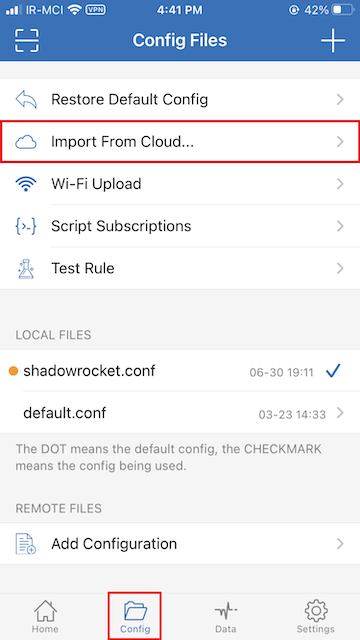 IR-MCI VPN 4:41 PM 42%
Config Files
Restore Default Config
Import From Cloud...
Wi-Fi Upload
Script Subscriptions
Test Rule
LOCAL FILES
shadowrocket.conf 06-30 19:11
default.conf 03-23 14:33
The DOT means the default config, the CHECKMARK
means the config being used.
REMOTE FILES
Add Configuration
Home Config Data Settings